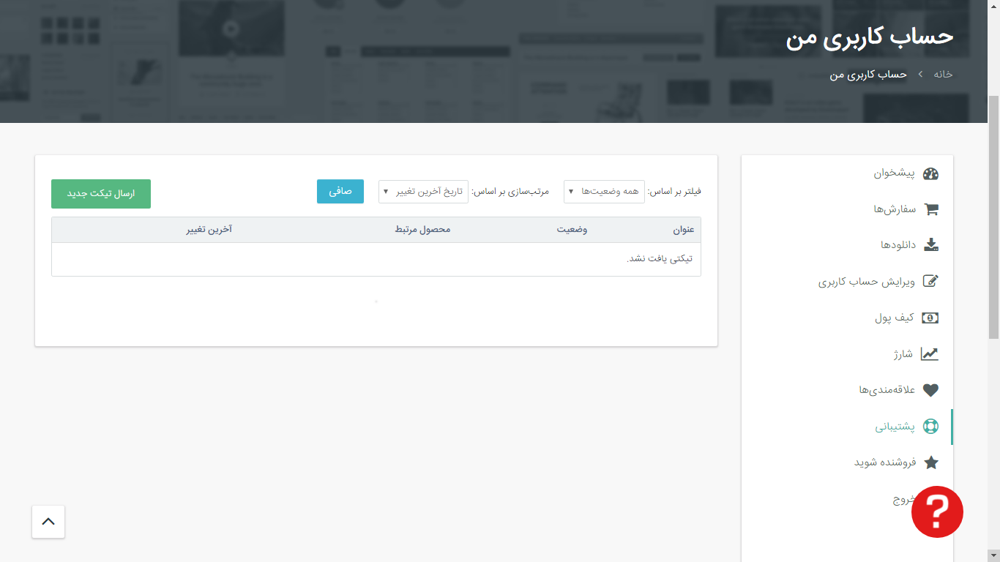 حساب کاربری من
خانه › حساب کاربری من
پیشخوان
سفارش‌ها
دانلودها
ویرایش حساب کاربری
کیف پول
شارژ
علاقه‌مندی‌ها
پشتیبانی
فروشنده شوید
خروج
فیلتر بر اساس: همه وضعیت‌ها مرتب‌سازی بر اساس: تاریخ آخرین تغییر صافی
ارسال تیکت جدید
عنوان وضعیت محصول مرتبط آخرین تغییر
تیکتی یافت نشد.
?